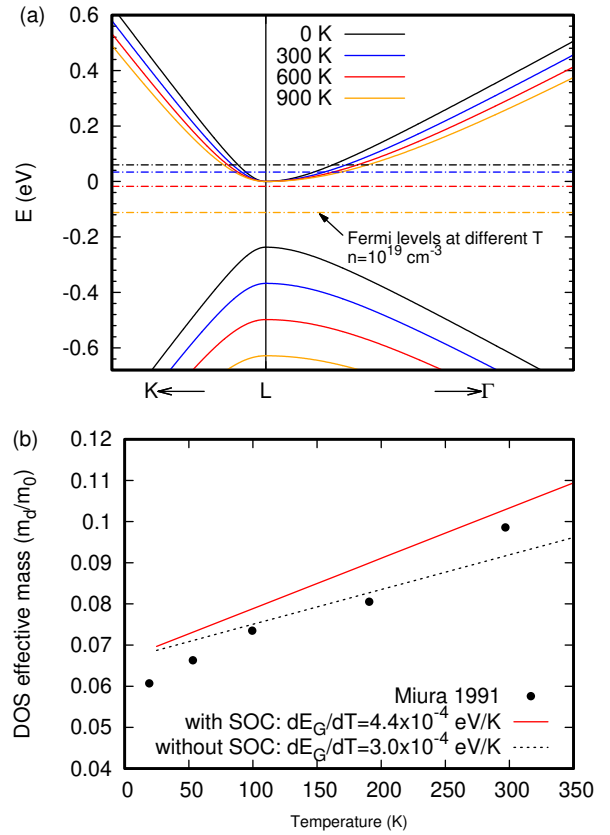 (a)
0.6
0.4
0.2
0
-0.2
-0.4
-0.6
E (eV)
0 K
300 K
600 K
900 K
Fermi levels at different T
n=10¹⁹ cm⁻³
K
L
Γ
(b)
0.12
0.11
0.1
0.09
0.08
0.07
0.06
0.05
0.04
DOS effective mass (m_d/m_0)
Miura 1991
with SOC: dE_G/dT=4.4x10⁻⁴ eV/K
without SOC: dE_G/dT=3.0x10⁻⁴ eV/K
0 50 100 150 200 250 300 350
Temperature (K)